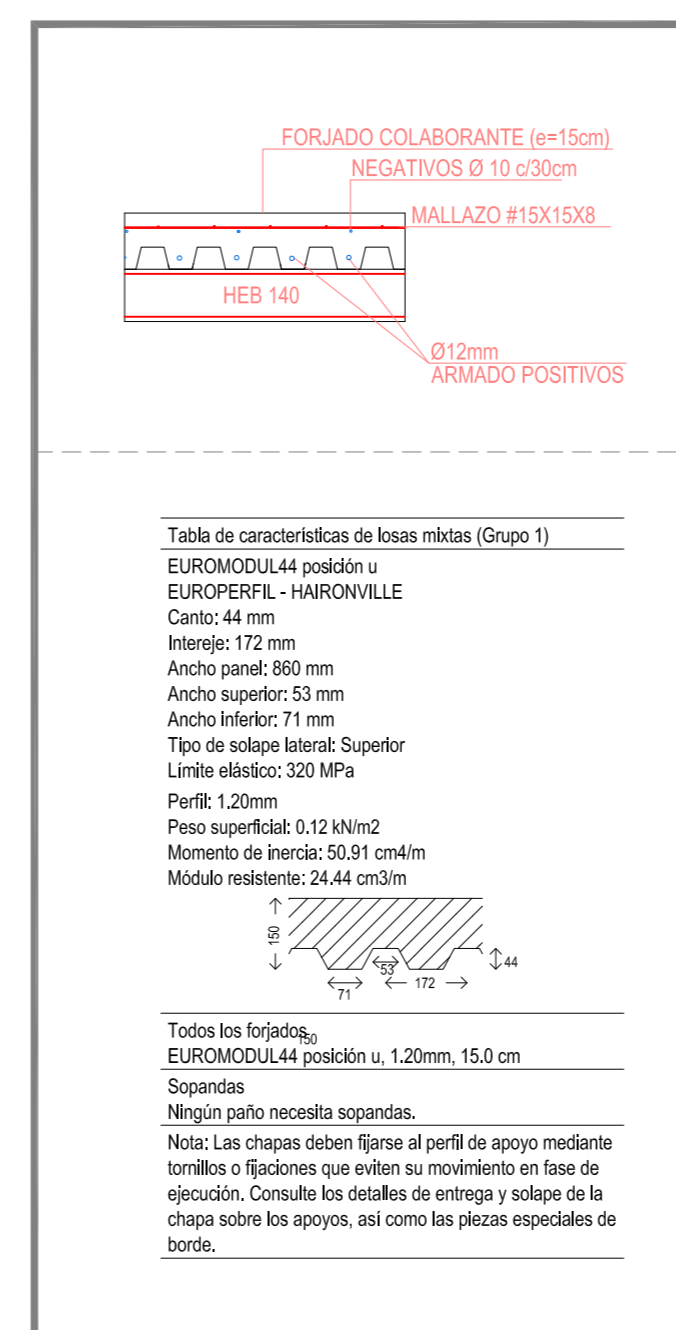 FORJADO COLABORANTE (e=15cm)
NEGATIVOS Ø 10 c/30cm
MALLAZO #15X15X8
HEB 140
Ø12mm
ARMADO POSITIVOS
Tabla de características de losas mixtas (Grupo 1)
EUROMODUL44 posición u
EUROPERFIL - HAIRONVILLE
Canto: 44 mm
Intereje: 172 mm
Ancho panel: 860 mm
Ancho superior: 53 mm
Ancho inferior: 71 mm
Tipo de solape lateral: Superior
Límite elástico: 320 MPa
Perfil: 1.20mm
Peso superficial: 0.12 kN/m2
Momento de inercia: 50.91 cm4/m
Módulo resistente: 24.44 cm3/m
150
44
53
172
71
Todos los forjados
150
EUROMODUL44 posición u, 1.20mm, 15.0 cm
Sopandas
Ningún paño necesita sopandas.
Nota: Las chapas deben fijarse al perfil de apoyo mediante
tornillos o fijaciones que eviten su movimiento en fase de
ejecución. Consulte los detalles de entrega y solape de la
chapa sobre los apoyos, así como las piezas especiales de
borde.